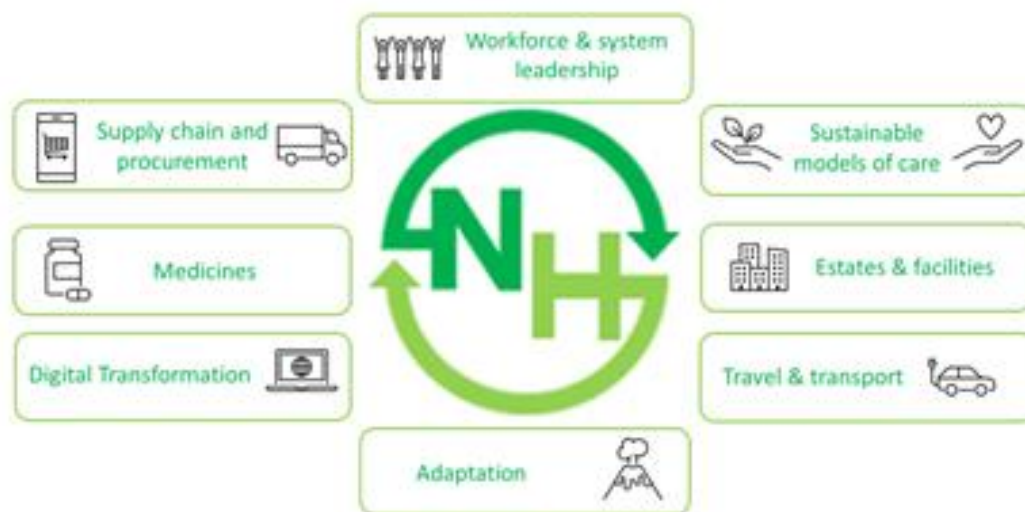 Workforce & system
leadership
Supply chain and
procurement
Sustainable
models of care
NH
Medicines
Estates & facilities
Digital Transformation
Travel & transport
Adaptation